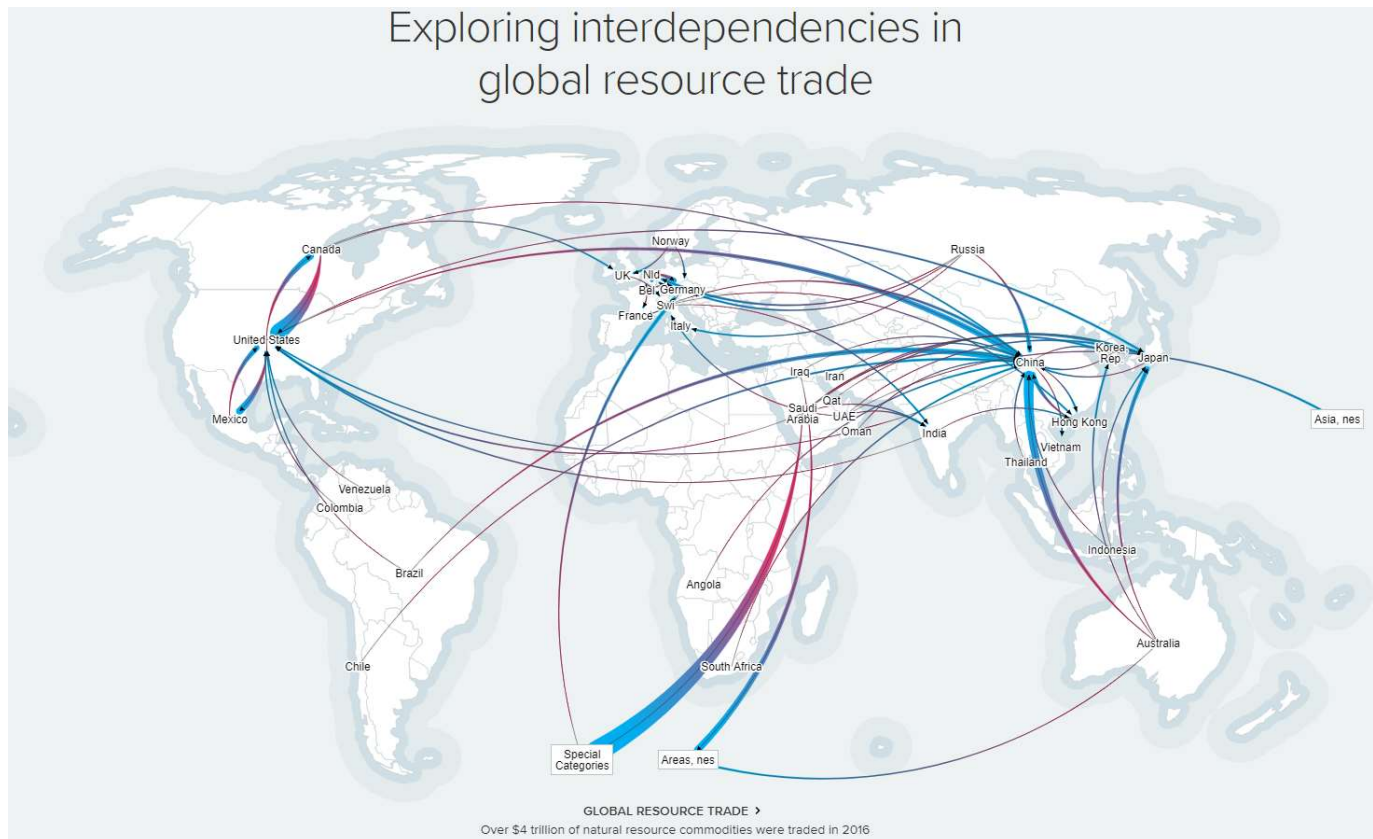 Exploring interdependencies in
global resource trade
Canada
Norway
Russia
UK
Nld
Bel
Germany
Swi
France
Italy
United States
Korea,
Rep
Japan
China
Iraq
Iran
Qat
Saudi
Arabia
UAE
Oman
India
Hong Kong
Vietnam
Thailand
Asia, nes
Mexico
Venezuela
Colombia
Indonesia
Brazil
Angola
Australia
Chile
South Africa
Special
Categories
Areas, nes
GLOBAL RESOURCE TRADE >
Over $4 trillion of natural resource commodities were traded in 2016